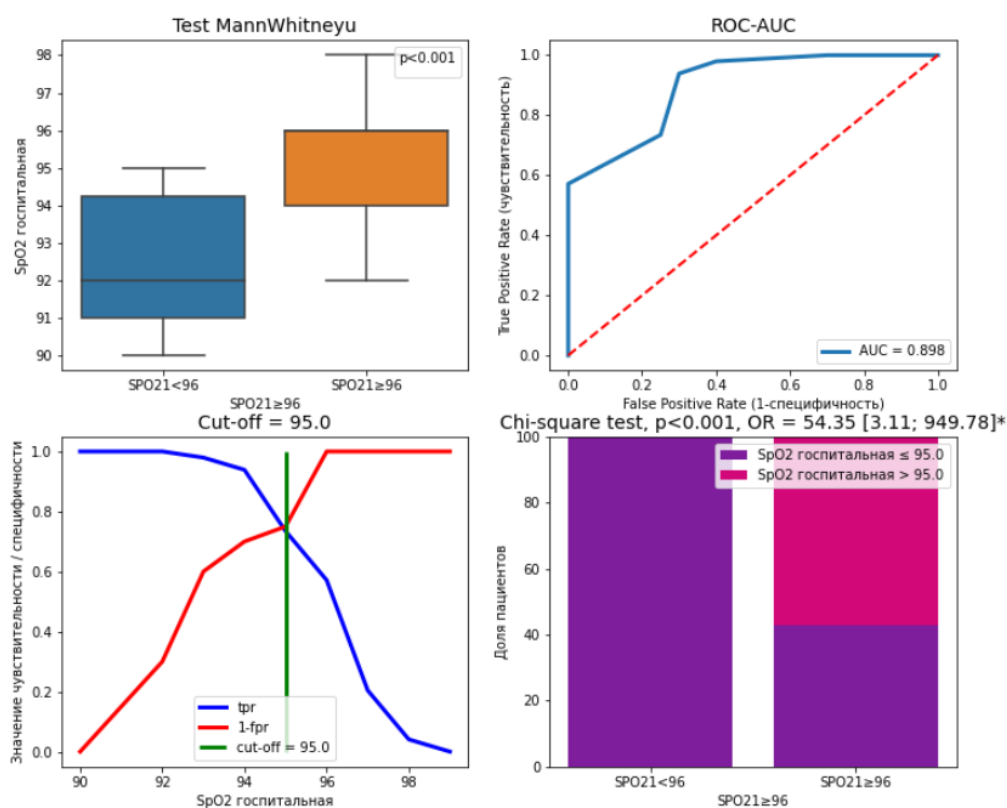 Test MannWhitneyu
p<0.001
SpO2 госпитальная
98
97
96
95
94
93
92
91
90
SPO21<96
SPO21≥96
SPO21≥96
ROC-AUC
True Positive Rate (чувствительность)
1.0
0.8
0.6
0.4
0.2
0.0
AUC = 0.898
0.0
0.2
0.4
0.6
0.8
1.0
False Positive Rate (1-специфичность)
Cut-off = 95.0
Значение чувствительности / специфичности
1.0
0.8
0.6
0.4
0.2
0.0
tpr
1-fpr
cut-off = 95.0
90
92
94
96
98
SpO2 госпитальная
Chi-square test, p<0.001, OR = 54.35 [3.11; 949.78]*
SpO2 госпитальная ≤ 95.0
SpO2 госпитальная > 95.0
Доля пациентов
100
80
60
40
20
0
SPO21<96
SPO21≥96
SPO21≥96